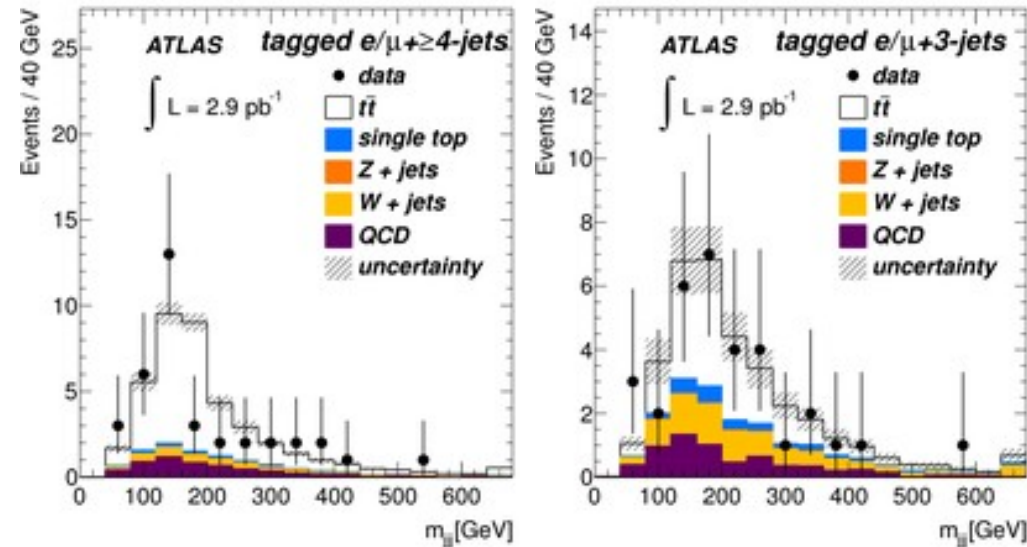 Events / 40 GeV
25
20
15
10
5
0
ATLAS
tagged e/μ+≥4-jets
∫ L = 2.9 pb⁻¹
data
tt̄
single top
Z + jets
W + jets
QCD
uncertainty
0 100 200 300 400 500 600
m_jjj[GeV]
Events / 40 GeV
14
12
10
8
6
4
2
0
ATLAS
tagged e/μ+3-jets
∫ L = 2.9 pb⁻¹
data
tt̄
single top
Z + jets
W + jets
QCD
uncertainty
0 100 200 300 400 500 600
m_jjj[GeV]